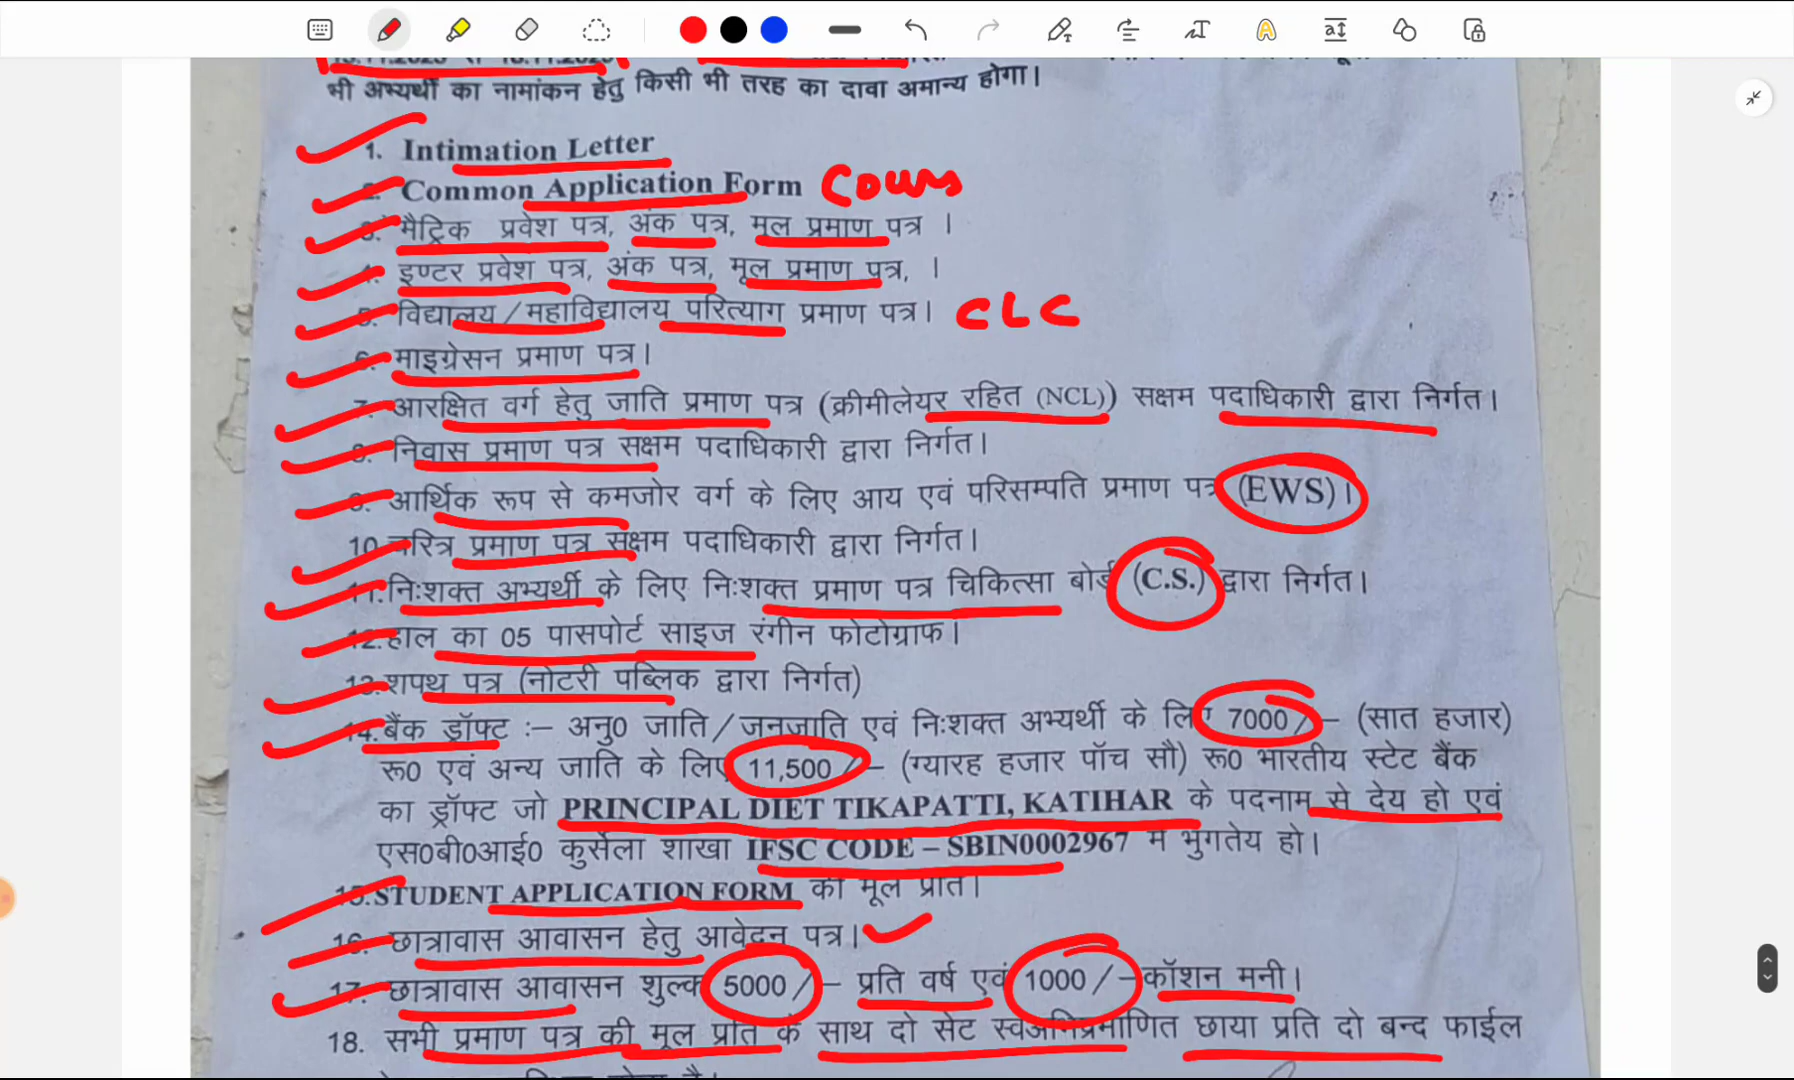 भी अभ्यर्थी का नामांकन हेतु किसी भी तरह का दावा अमान्य होगा।
1. Intimation Letter
2. Common Application Form
3. मैट्रिक प्रवेश पत्र, अंक पत्र, मूल प्रमाण पत्र ।
4. इण्टर प्रवेश पत्र, अंक पत्र, मूल प्रमाण पत्र, ।
5. विद्यालय/महाविद्यालय परित्याग प्रमाण पत्र। CLC
6. माइग्रेसन प्रमाण पत्र।
7. आरक्षित वर्ग हेतु जाति प्रमाण पत्र (क्रीमीलेयर रहित (NCL)) सक्षम पदाधिकारी द्वारा निर्गत।
8. निवास प्रमाण पत्र सक्षम पदाधिकारी द्वारा निर्गत।
9. आर्थिक रूप से कमजोर वर्ग के लिए आय एवं परिसम्पति प्रमाण पत्र (EWS)।
10. चरित्र प्रमाण पत्र सक्षम पदाधिकारी द्वारा निर्गत।
11.निःशक्त अभ्यर्थी के लिए निःशक्त प्रमाण पत्र चिकित्सा बोर्ड (C.S.) द्वारा निर्गत।
12.हाल का 05 पासपोर्ट साइज रंगीन फोटोग्राफ।
13.शपथ पत्र (नोटरी पब्लिक द्वारा निर्गत)
14.बैंक ड्रॉफ्ट :– अनु0 जाति/जनजाति एवं निःशक्त अभ्यर्थी के लिए 7000/– (सात हजार)
रू0 एवं अन्य जाति के लिए 11,500/– (ग्यारह हजार पॉच सौ) रू0 भारतीय स्टेट बैंक
का ड्रॉफ्ट जो PRINCIPAL DIET TIKAPATTI, KATIHAR के पदनाम से देय हो एवं
एस0बी0आई0 कुर्सेला शाखा IFSC CODE – SBIN0002967 में भुगतेय हो।
15.STUDENT APPLICATION FORM की मूल प्रति।
16. छात्रावास आवासन हेतु आवेदन पत्र।
17. छात्रावास आवासन शुल्क 5000/– प्रति वर्ष एवं 1000/–कॉशन मनी।
18. सभी प्रमाण पत्र की मूल प्रति के साथ दो सेट स्वअभिप्रमाणित छाया प्रति दो बन्द फाईल